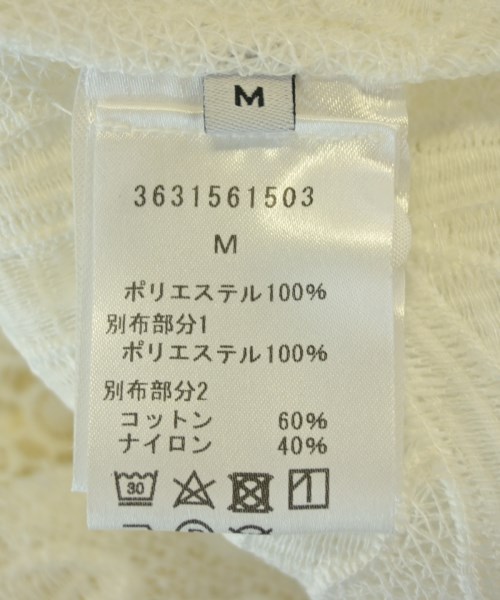 M
3631561503
M
ポリエステル100%
別布部分1
ポリエステル100%
別布部分2
コットン 60%
ナイロン 40%
30